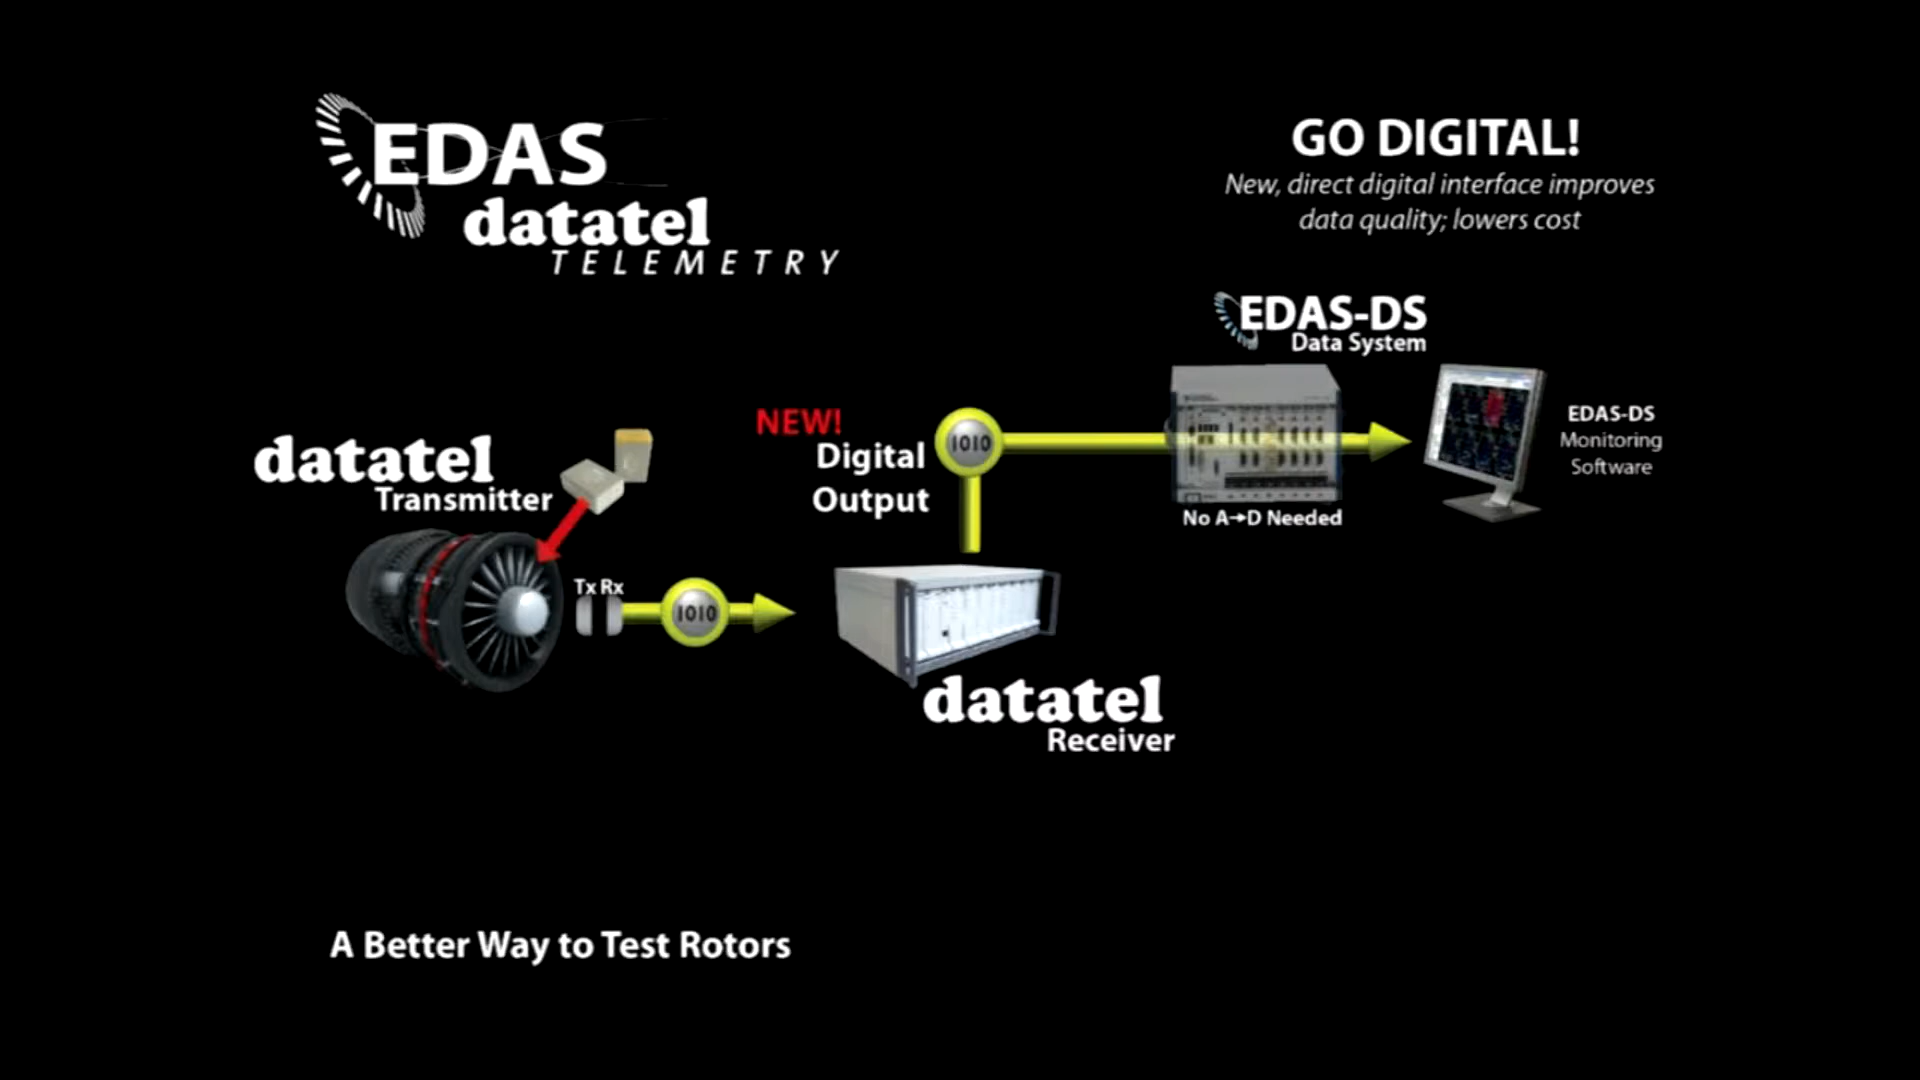 EDAS
datatel
TELEMETRY
GO DIGITAL!
New, direct digital interface improves
data quality; lowers cost
EDAS-DS
Data System
NEW!
Digital
Output
1010
datatel
Transmitter
EDAS-DS
Monitoring
Software
No A→D Needed
Tx Rx
1010
datatel
Receiver
A Better Way to Test Rotors